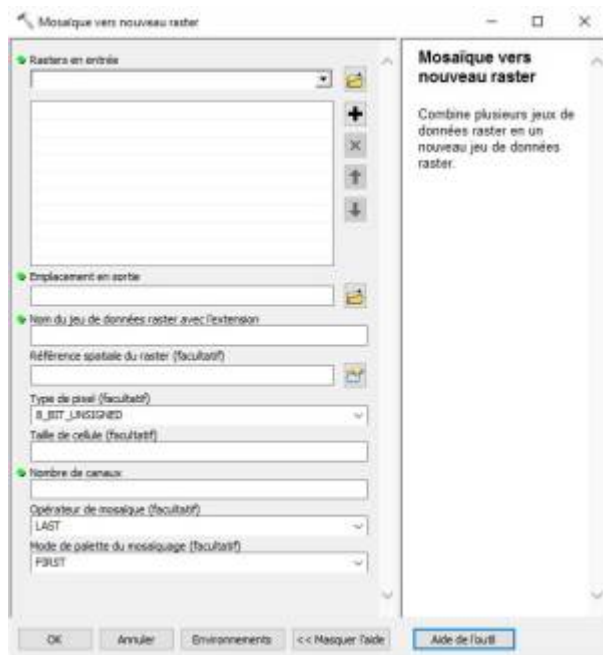 Mosaïque vers nouveau raster
Rasters en entrée
Emplacement en sortie
Nom du jeu de données raster avec l'extension
Référence spatiale du raster (facultatif)
Type de pixel (facultatif)
8_BIT_UNSIGNED
Taille de cellule (facultatif)
Nombre de canaux
Opérateur de mosaïque (facultatif)
LAST
Mode de palette du mosaïquage (facultatif)
FIRST
Mosaïque vers
nouveau raster
Combine plusieurs jeux de
données raster en un
nouveau jeu de données
raster.
OK
Annuler
Environnements
<< Masquer l'aide
Aide de l'outil